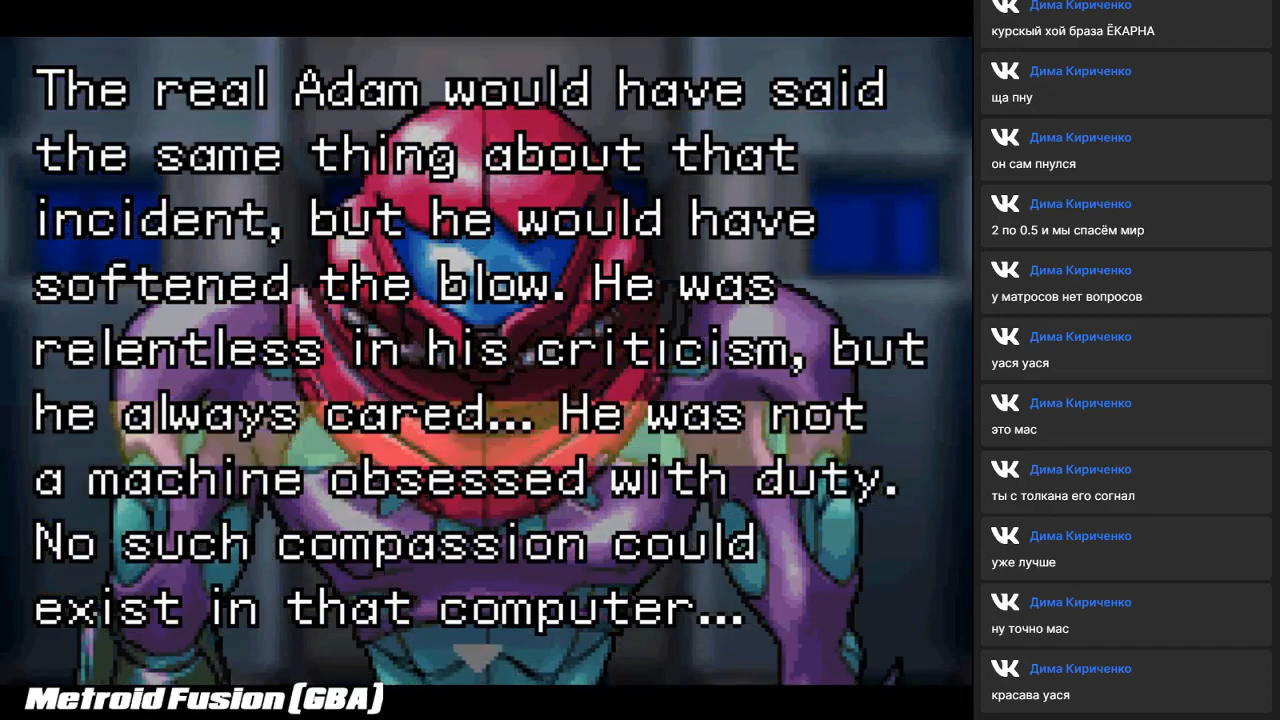 The real Adam would have said
the same thing about that
incident, but he would have
softened the blow. He was
relentless in his criticism, but
he always cared... He was not
a machine obsessed with duty.
No such compassion could
exist in that computer...
Metroid Fusion (GBA)
Дима Кириченко
курский хой браза ЁКАРНА
Дима Кириченко
ща пну
Дима Кириченко
он сам пнулся
Дима Кириченко
2 по 0.5 и мы спасём мир
Дима Кириченко
у матросов нет вопросов
Дима Кириченко
уася уася
Дима Кириченко
это мас
Дима Кириченко
ты с толкана его согнал
Дима Кириченко
уже лучше
Дима Кириченко
ну точно мас
Дима Кириченко
красава уася